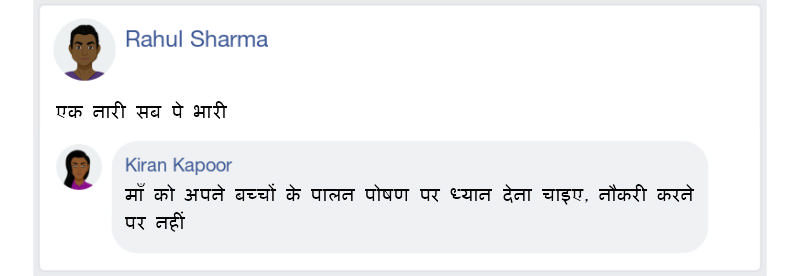 Rahul Sharma
एक नारी सब पे भारी
Kiran Kapoor
माँ को अपने बच्चों के पालन पोषण पर ध्यान देना चाइए, नौकरी करने
पर नहीं